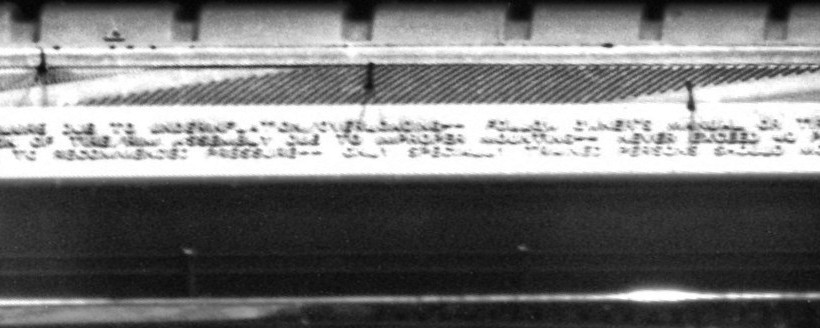 DUE TO UNDERINFLATION/OVERLOADING-- FOLLOW OWNER'S MANUAL OR
OF TIRE/RIM ASSEMBLY DUE TO IMPROPER MOUNTING-- NEVER EXCEED
TO RECOMMENDED PRESSURE-- ONLY SPECIALLY TRAINED PERSONS SHOULD